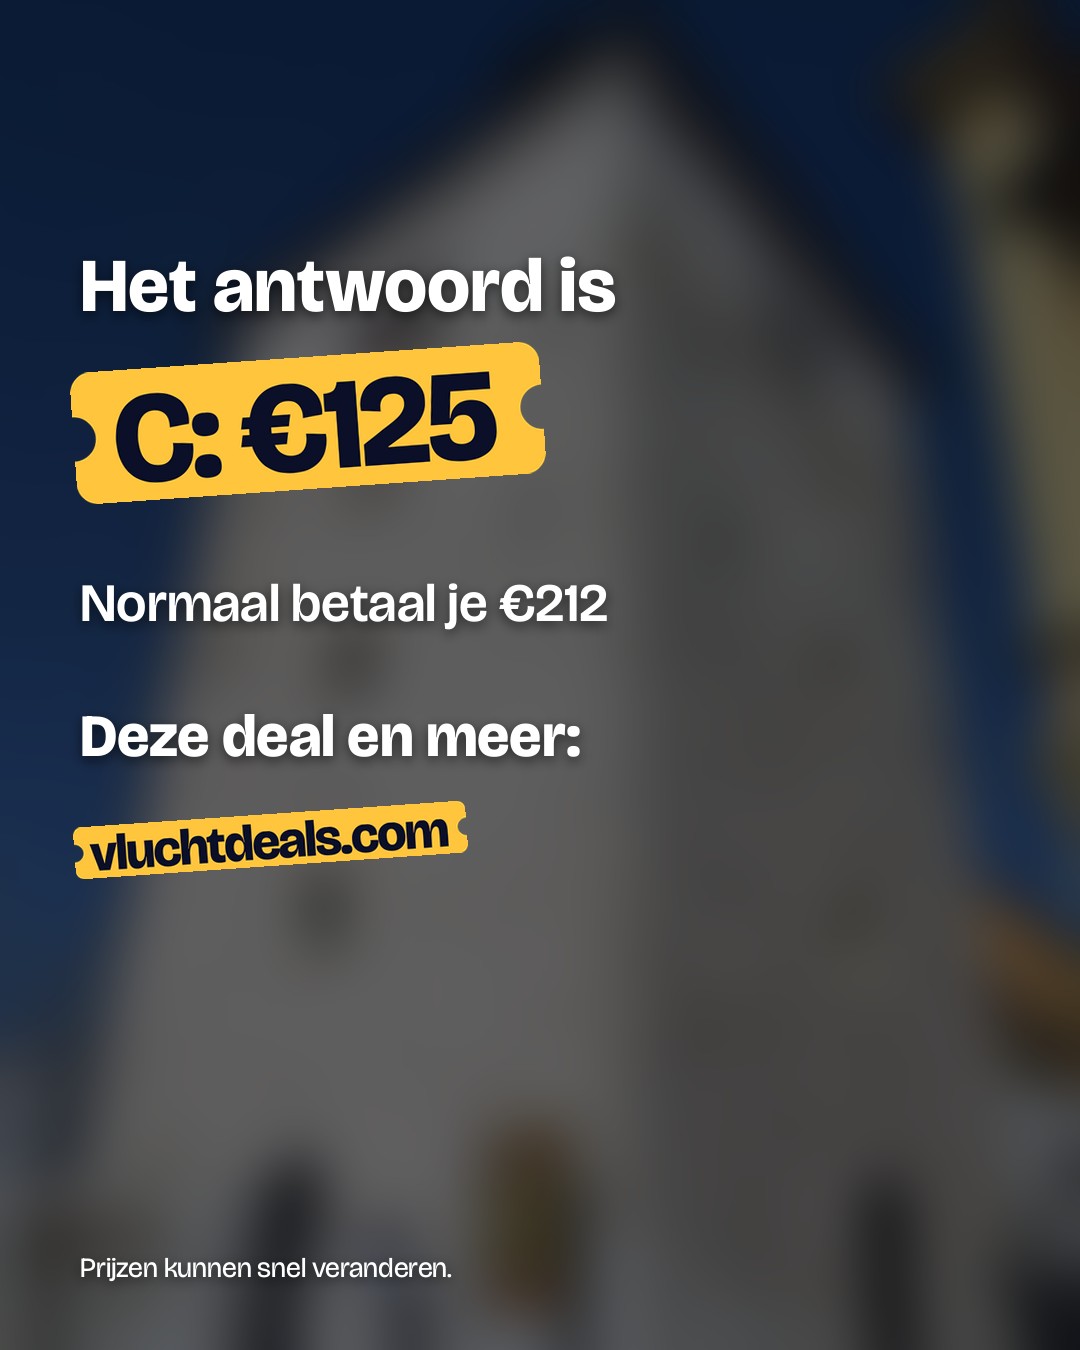 Het antwoord is
C: €125
Normaal betaal je €212
Deze deal en meer:
vluchtdeals.com
Prijzen kunnen snel veranderen.